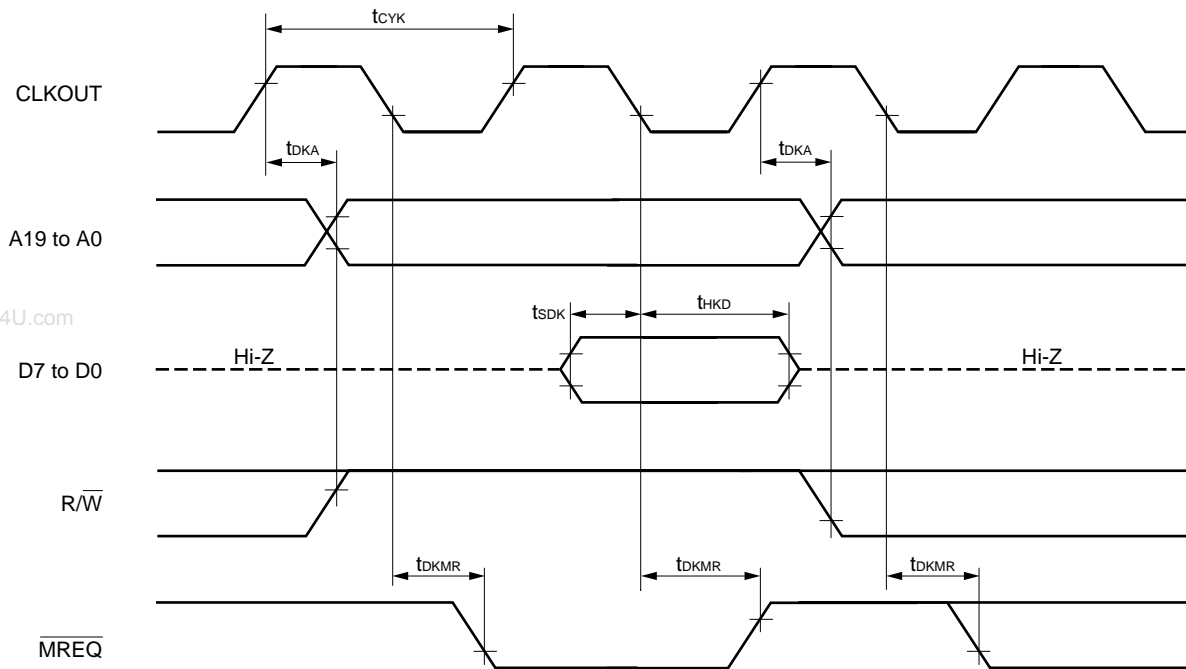 tCYK
CLKOUT
tDKA tDKA
A19 to A0
4U.com
tSDK tHKD
Hi-Z Hi-Z
D7 to D0
R/W̅
tDKMR tDKMR tDKMR
M̅R̅E̅Q̅